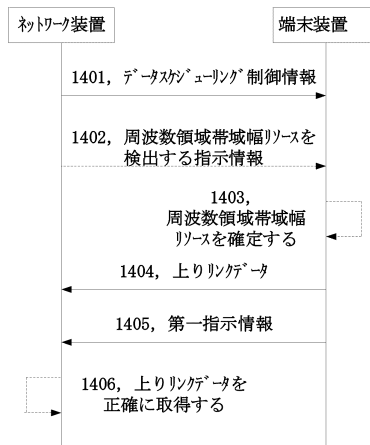 ネットワーク装置
端末装置
1401，データスケジューリング制御情報
1402，周波数領域帯域幅リソースを
検出する指示情報
1403，
周波数領域帯域幅
リソースを確定する
1404，上りリンクデータ
1405，第一指示情報
1406，上りリンクデータを
正確に取得する